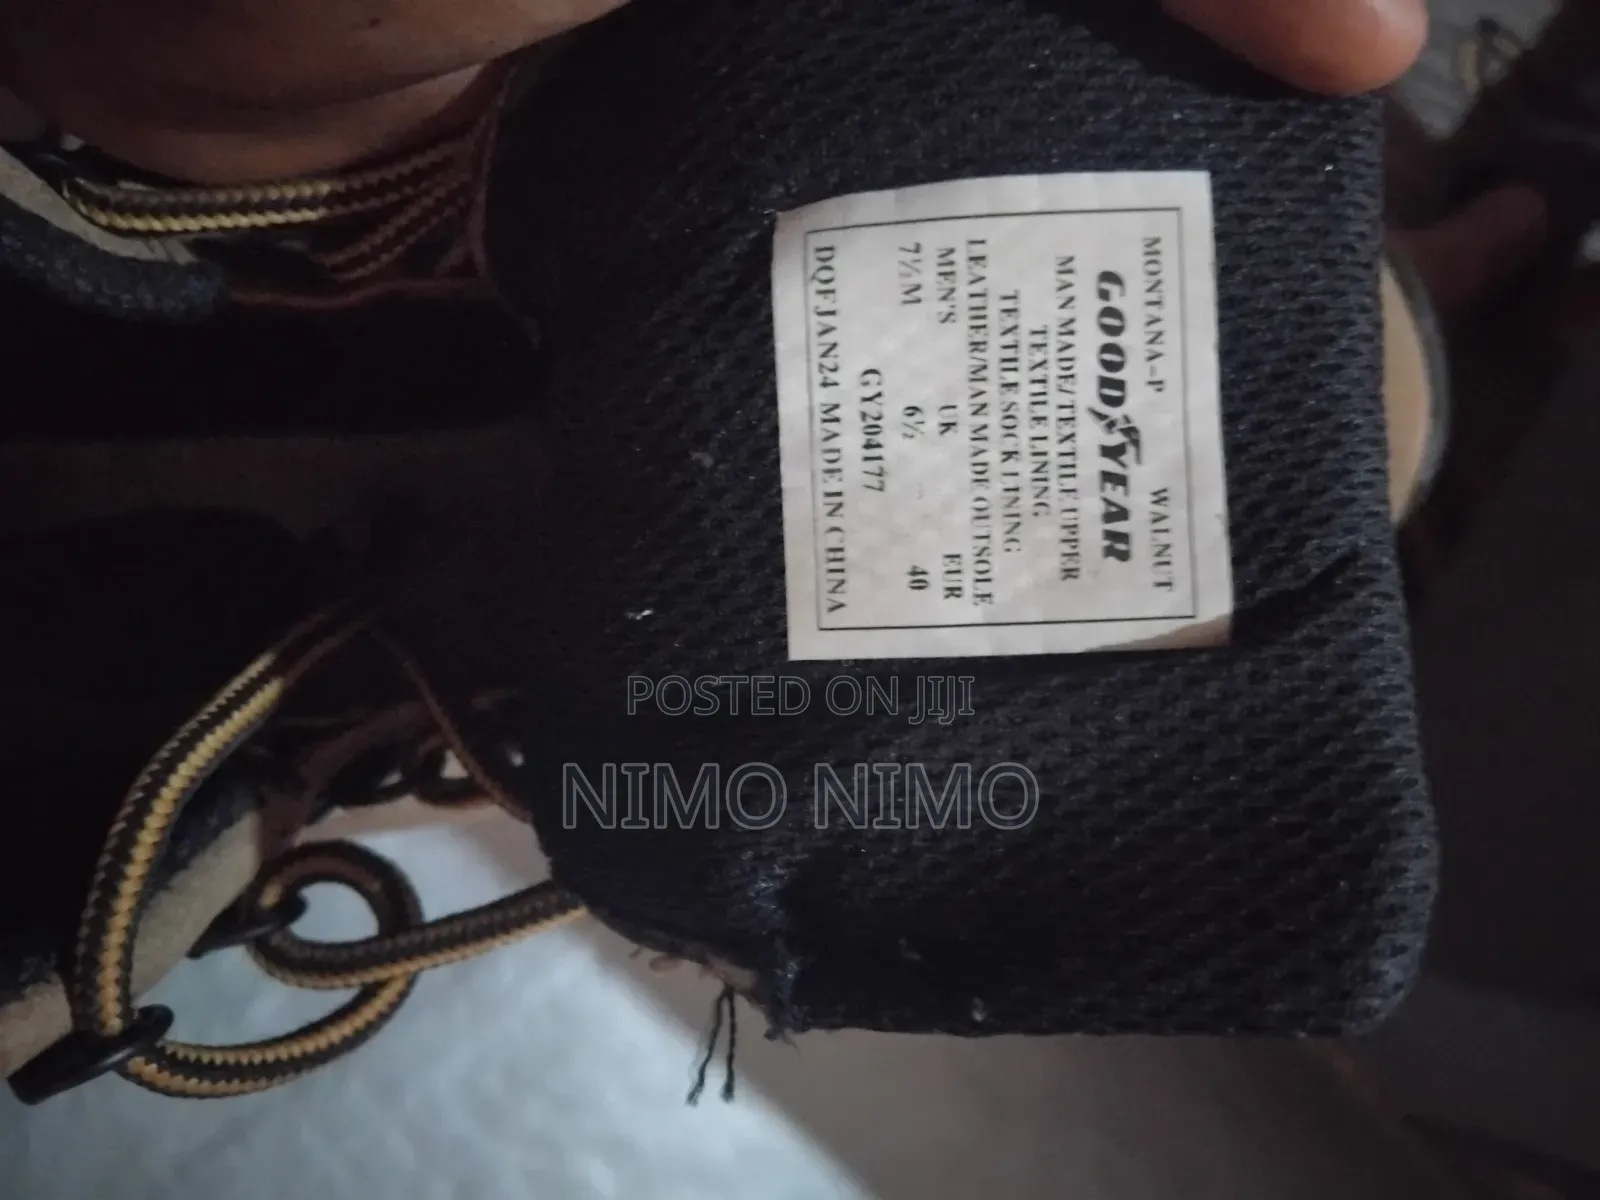 MONTANA-P WALNUT
GOODYEAR
MAN MADE/TEXTILE UPPER
TEXTILE LINING
TEXTILE SOCK LINING
LEATHER/MAN MADE OUTSOLE
MEN'S UK EUR
7½M 6½ 40
GY204177
DQFJAN24 MADE IN CHINA
POSTED ON JIJI
NIMO NIMO